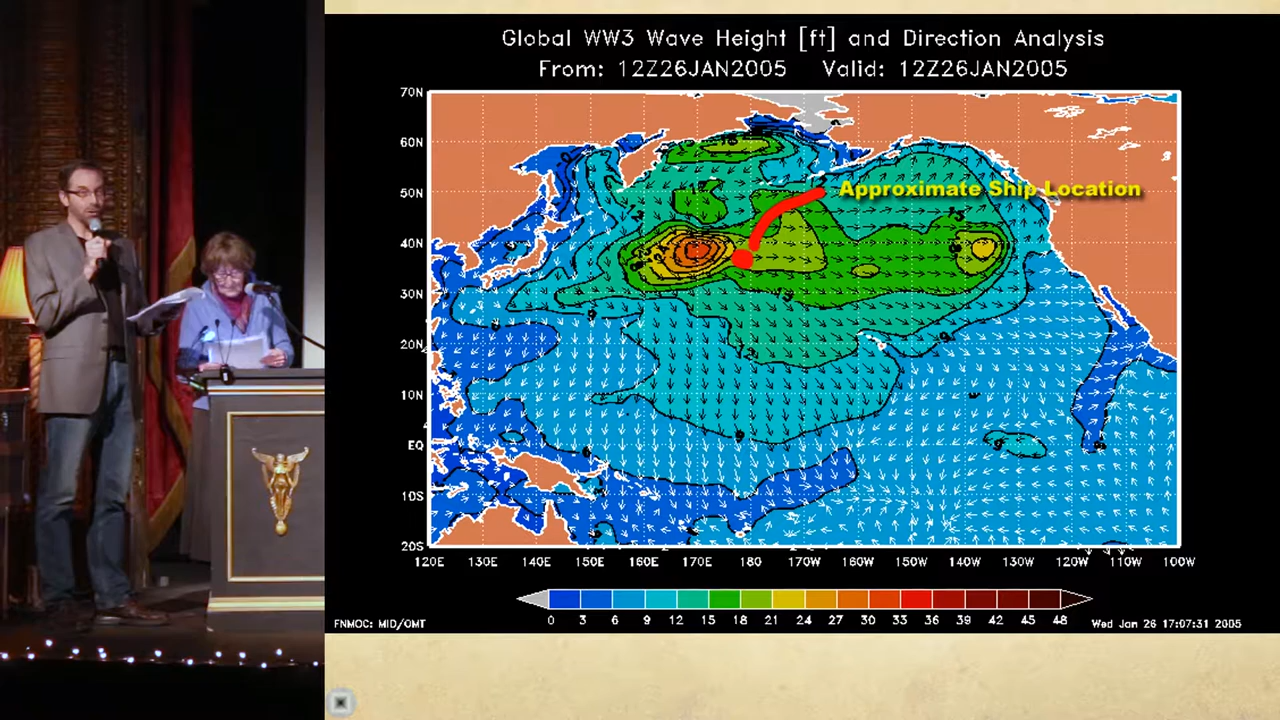 Global WW3 Wave Height [ft] and Direction Analysis
From: 12Z26JAN2005 Valid: 12Z26JAN2005
70N
60N
50N
Approximate Ship Location
40N
30N
20N
10N
EQ
10S
20S
120E 130E 140E 150E 160E 170E 180 170W 160W 150W 140W 130W 120W 110W 100W
0 3 6 9 12 15 18 21 24 27 30 33 36 39 42 45 48
FNMOC: MID/OMT
Wed Jan 26 17:07:31 2005